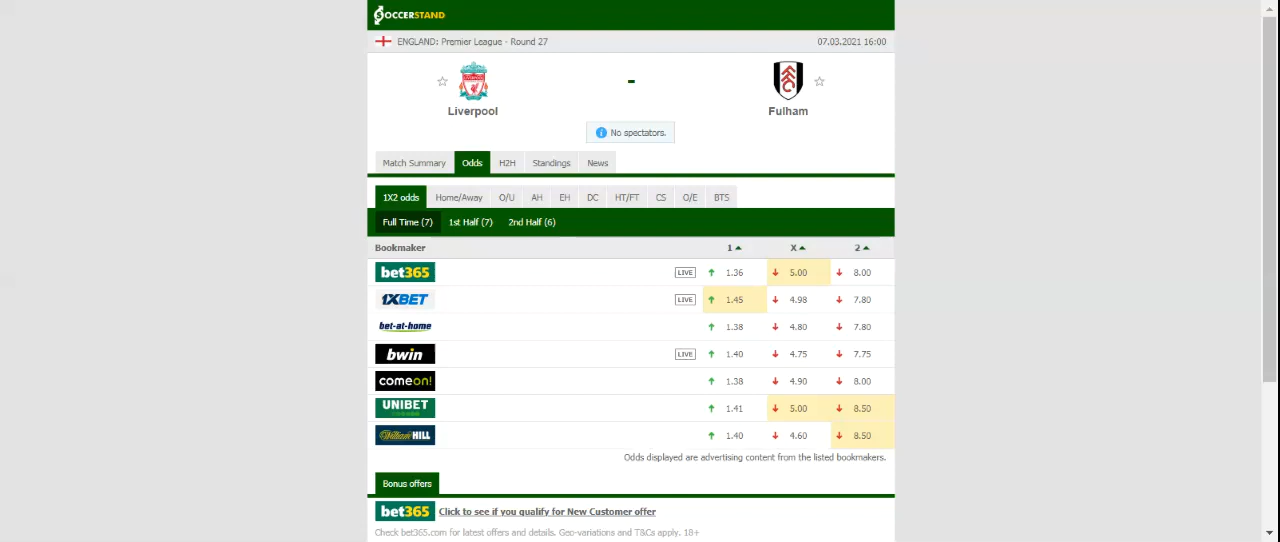 SOCCERSTAND
ENGLAND: Premier League - Round 27 07.03.2021 16:00
-
Liverpool Fulham
No spectators.
Match Summary Odds H2H Standings News
1X2 odds Home/Away O/U AH EH DC HT/FT CS O/E BTS
Full Time (7) 1st Half (7) 2nd Half (6)
Bookmaker 1 X 2
bet365 LIVE 1.36 5.00 8.00
1XBET LIVE 1.45 4.98 7.80
bet-at-home 1.38 4.80 7.80
bwin LIVE 1.40 4.75 7.75
comeon! 1.38 4.90 8.00
UNIBET 1.41 5.00 8.50
William HILL 1.40 4.60 8.50
Odds displayed are advertising content from the listed bookmakers.
Bonus offers
bet365 Click to see if you qualify for New Customer offer
Check bet365.com for latest offers and details. Geo-variations and T&Cs apply. 18+